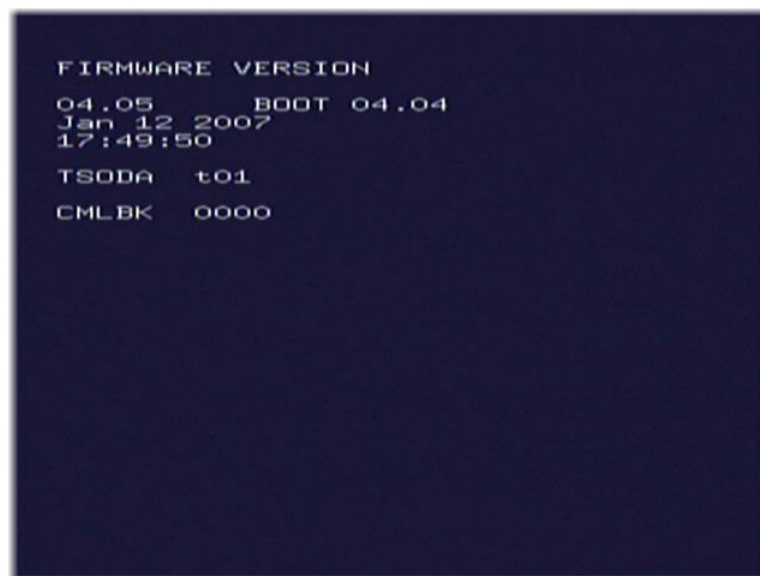 FIRMWARE VERSION
04.05 BOOT 04.04
Jan 12 2007
17:49:50
TSODA t01
CMLBK 0000